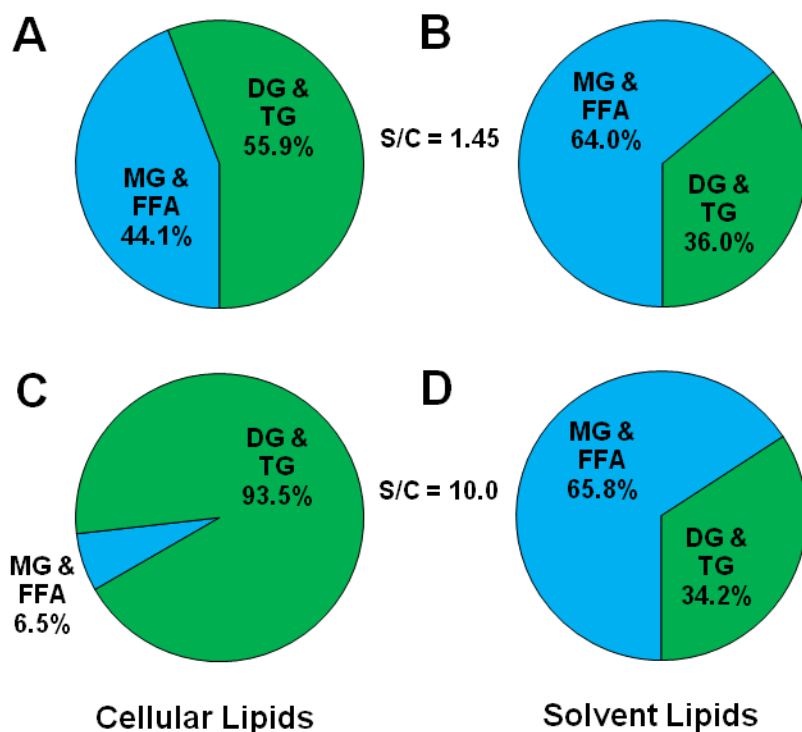 A
DG &
TG
55.9%
MG &
FFA
44.1%
S/C = 1.45
B
MG &
FFA
64.0%
DG &
TG
36.0%
C
DG &
TG
93.5%
MG &
FFA
6.5%
S/C = 10.0
D
MG &
FFA
65.8%
DG &
TG
34.2%
Cellular Lipids
Solvent Lipids